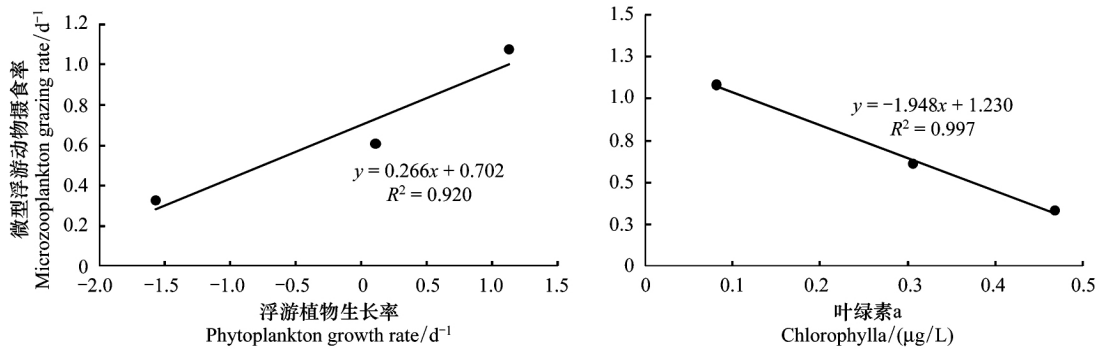 微型浮游动物摄食率
Microzooplankton grazing rate/d⁻¹
1.2
1.0
0.8
0.6
0.4
0.2
0
y = 0.266x + 0.702
R² = 0.920
−2.0 −1.5 −1.0 −0.5 0 0.5 1.0 1.5
浮游植物生长率
Phytoplankton growth rate/d⁻¹
1.5
1.3
1.0
0.8
0.5
0.3
0
y = −1.948x + 1.230
R² = 0.997
0 0.1 0.2 0.3 0.4 0.5
叶绿素a
Chlorophylla/(μg/L)